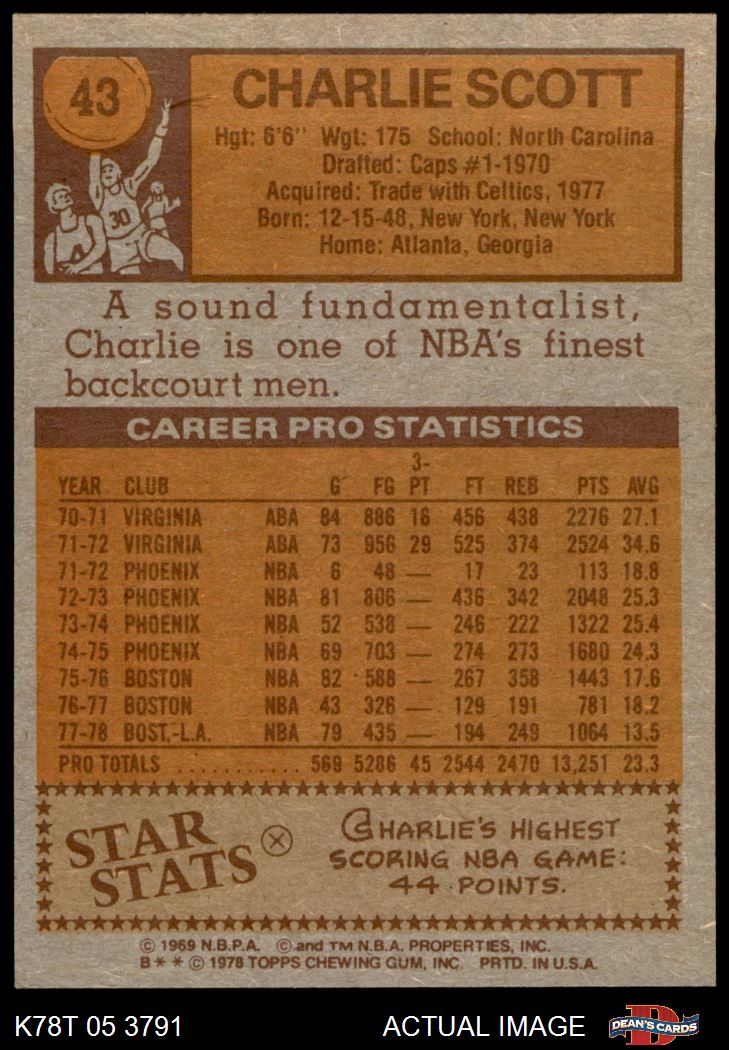 43
CHARLIE SCOTT
Hgt: 6'6" Wgt: 175 School: North Carolina
Drafted: Caps #1-1970
Acquired: Trade with Celtics, 1977
Born: 12-15-48, New York, New York
Home: Atlanta, Georgia
30
A sound fundamentalist,
Charlie is one of NBA's finest
backcourt men.
CAREER PRO STATISTICS
YEAR CLUB G FG 3-PT FT REB PTS AVG
70-71 VIRGINIA ABA 84 886 16 456 438 2276 27.1
71-72 VIRGINIA ABA 73 956 29 525 374 2524 34.6
71-72 PHOENIX NBA 6 48 — 17 23 113 18.8
72-73 PHOENIX NBA 81 806 — 436 342 2048 25.3
73-74 PHOENIX NBA 52 538 — 246 222 1322 25.4
74-75 PHOENIX NBA 69 703 — 274 273 1680 24.3
75-76 BOSTON NBA 82 588 — 267 358 1443 17.6
76-77 BOSTON NBA 43 326 — 129 191 781 18.2
77-78 BOST.-L.A. NBA 79 435 — 194 249 1064 13.5
PRO TOTALS ........... 569 5286 45 2544 2470 13,251 23.3
STAR
STATS
CHARLIE'S HIGHEST
SCORING NBA GAME:
44 POINTS.
© 1969 N.B.P.A. © and TM N.B.A. PROPERTIES, INC.
B * * © 1978 TOPPS CHEWING GUM, INC. PRTD. IN U.S.A.
K78T 05 3791
ACTUAL IMAGE
DEAN'S CARDS